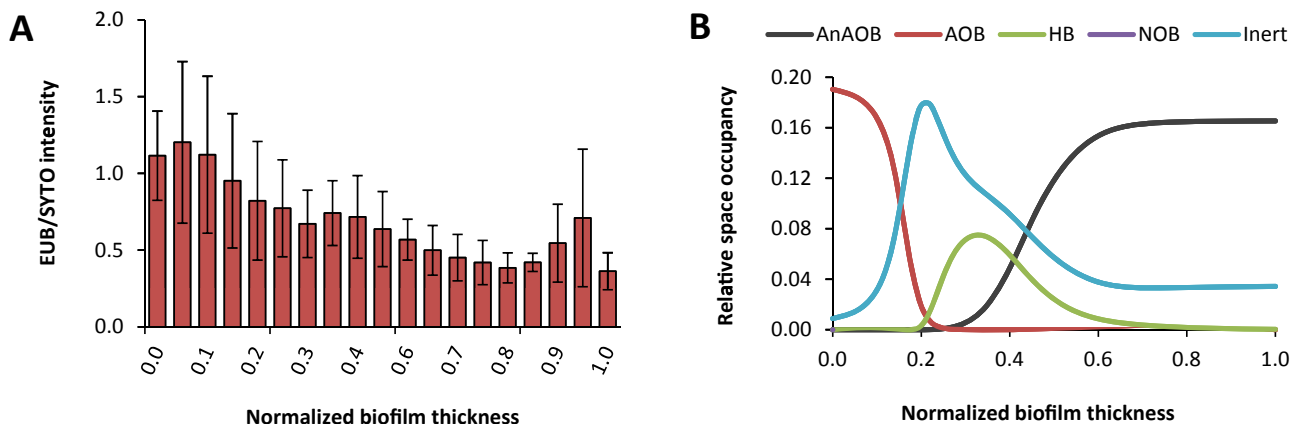 A
EUB/SYTO intensity
2.0
1.5
1.0
0.5
0.0
0.0 0.1 0.2 0.3 0.4 0.6 0.7 0.8 0.9 1.0
Normalized biofilm thickness
B
AnAOB AOB HB NOB Inert
Relative space occupancy
0.20
0.16
0.12
0.08
0.04
0.00
0.0 0.2 0.4 0.6 0.8 1.0
Normalized biofilm thickness